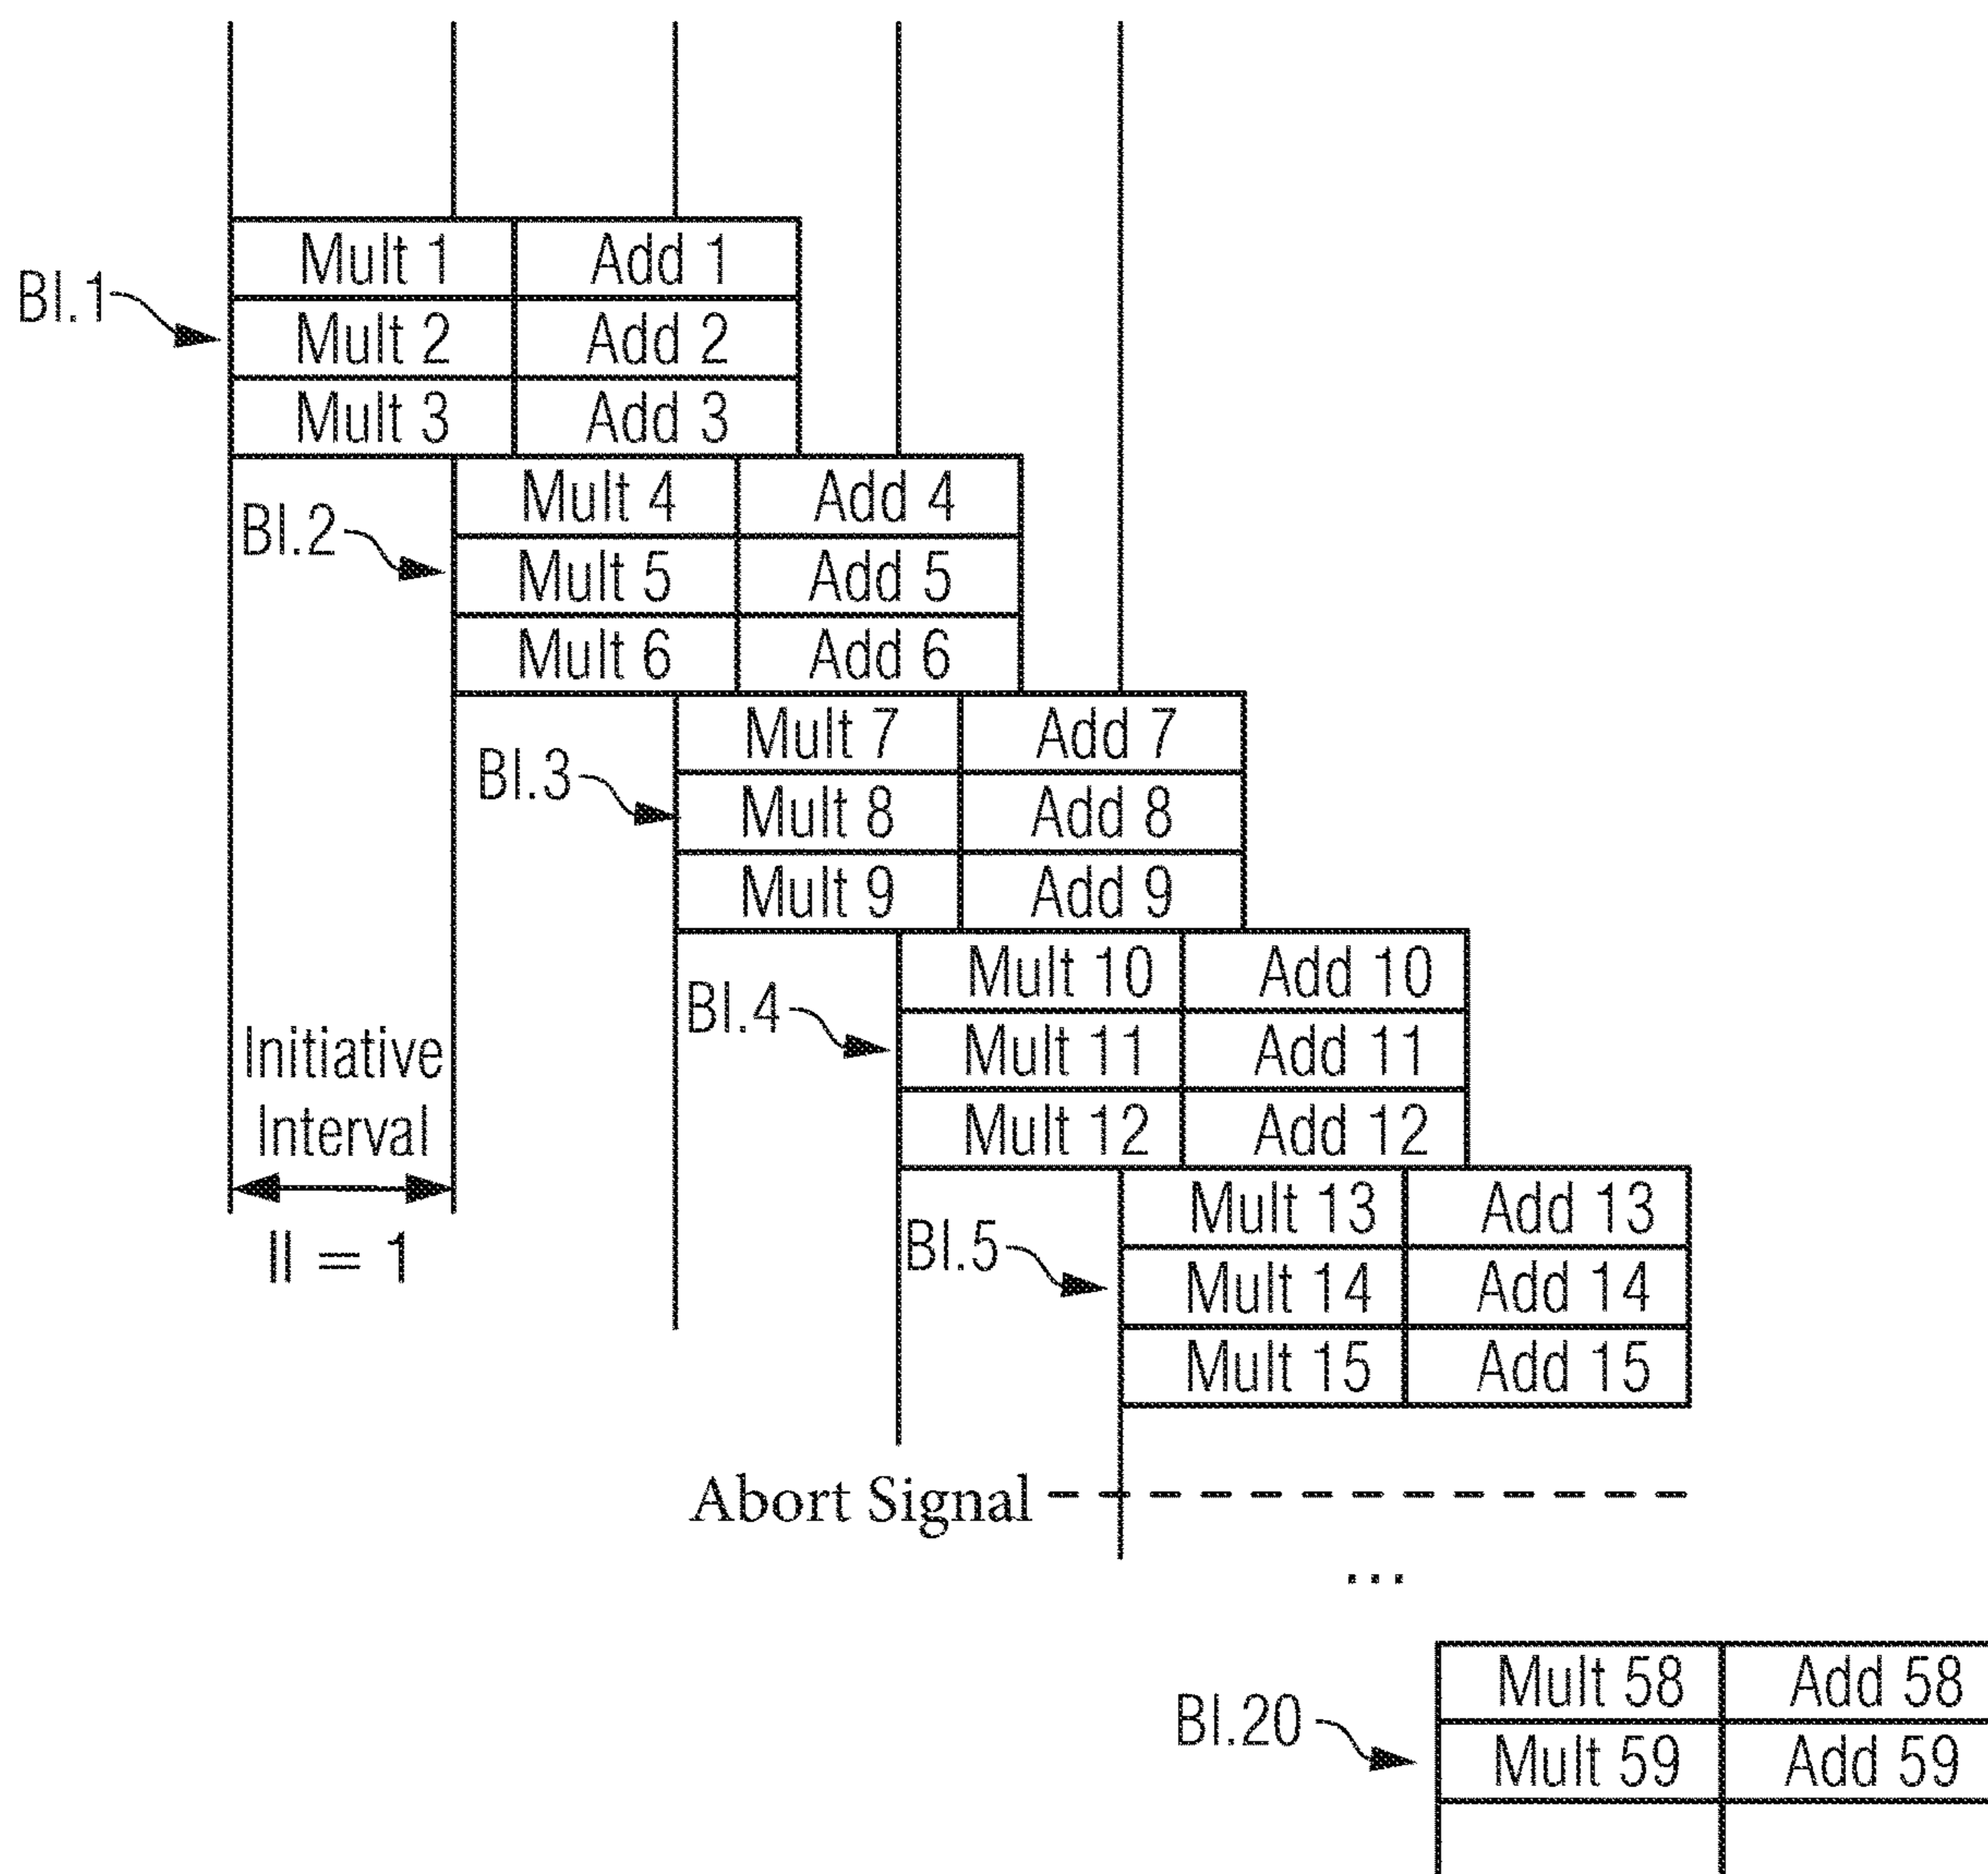 Mult 1 Add 1
Bl.1
Mult 2 Add 2
Mult 3 Add 3
Mult 4 Add 4
Bl.2
Mult 5 Add 5
Mult 6 Add 6
Mult 7 Add 7
Bl.3
Mult 8 Add 8
Mult 9 Add 9
Mult 10 Add 10
Bl.4
Mult 11 Add 11
Mult 12 Add 12
Initiative
Interval
II = 1
Mult 13 Add 13
Bl.5
Mult 14 Add 14
Mult 15 Add 15
Abort Signal
...
Mult 58 Add 58
Bl.20
Mult 59 Add 59